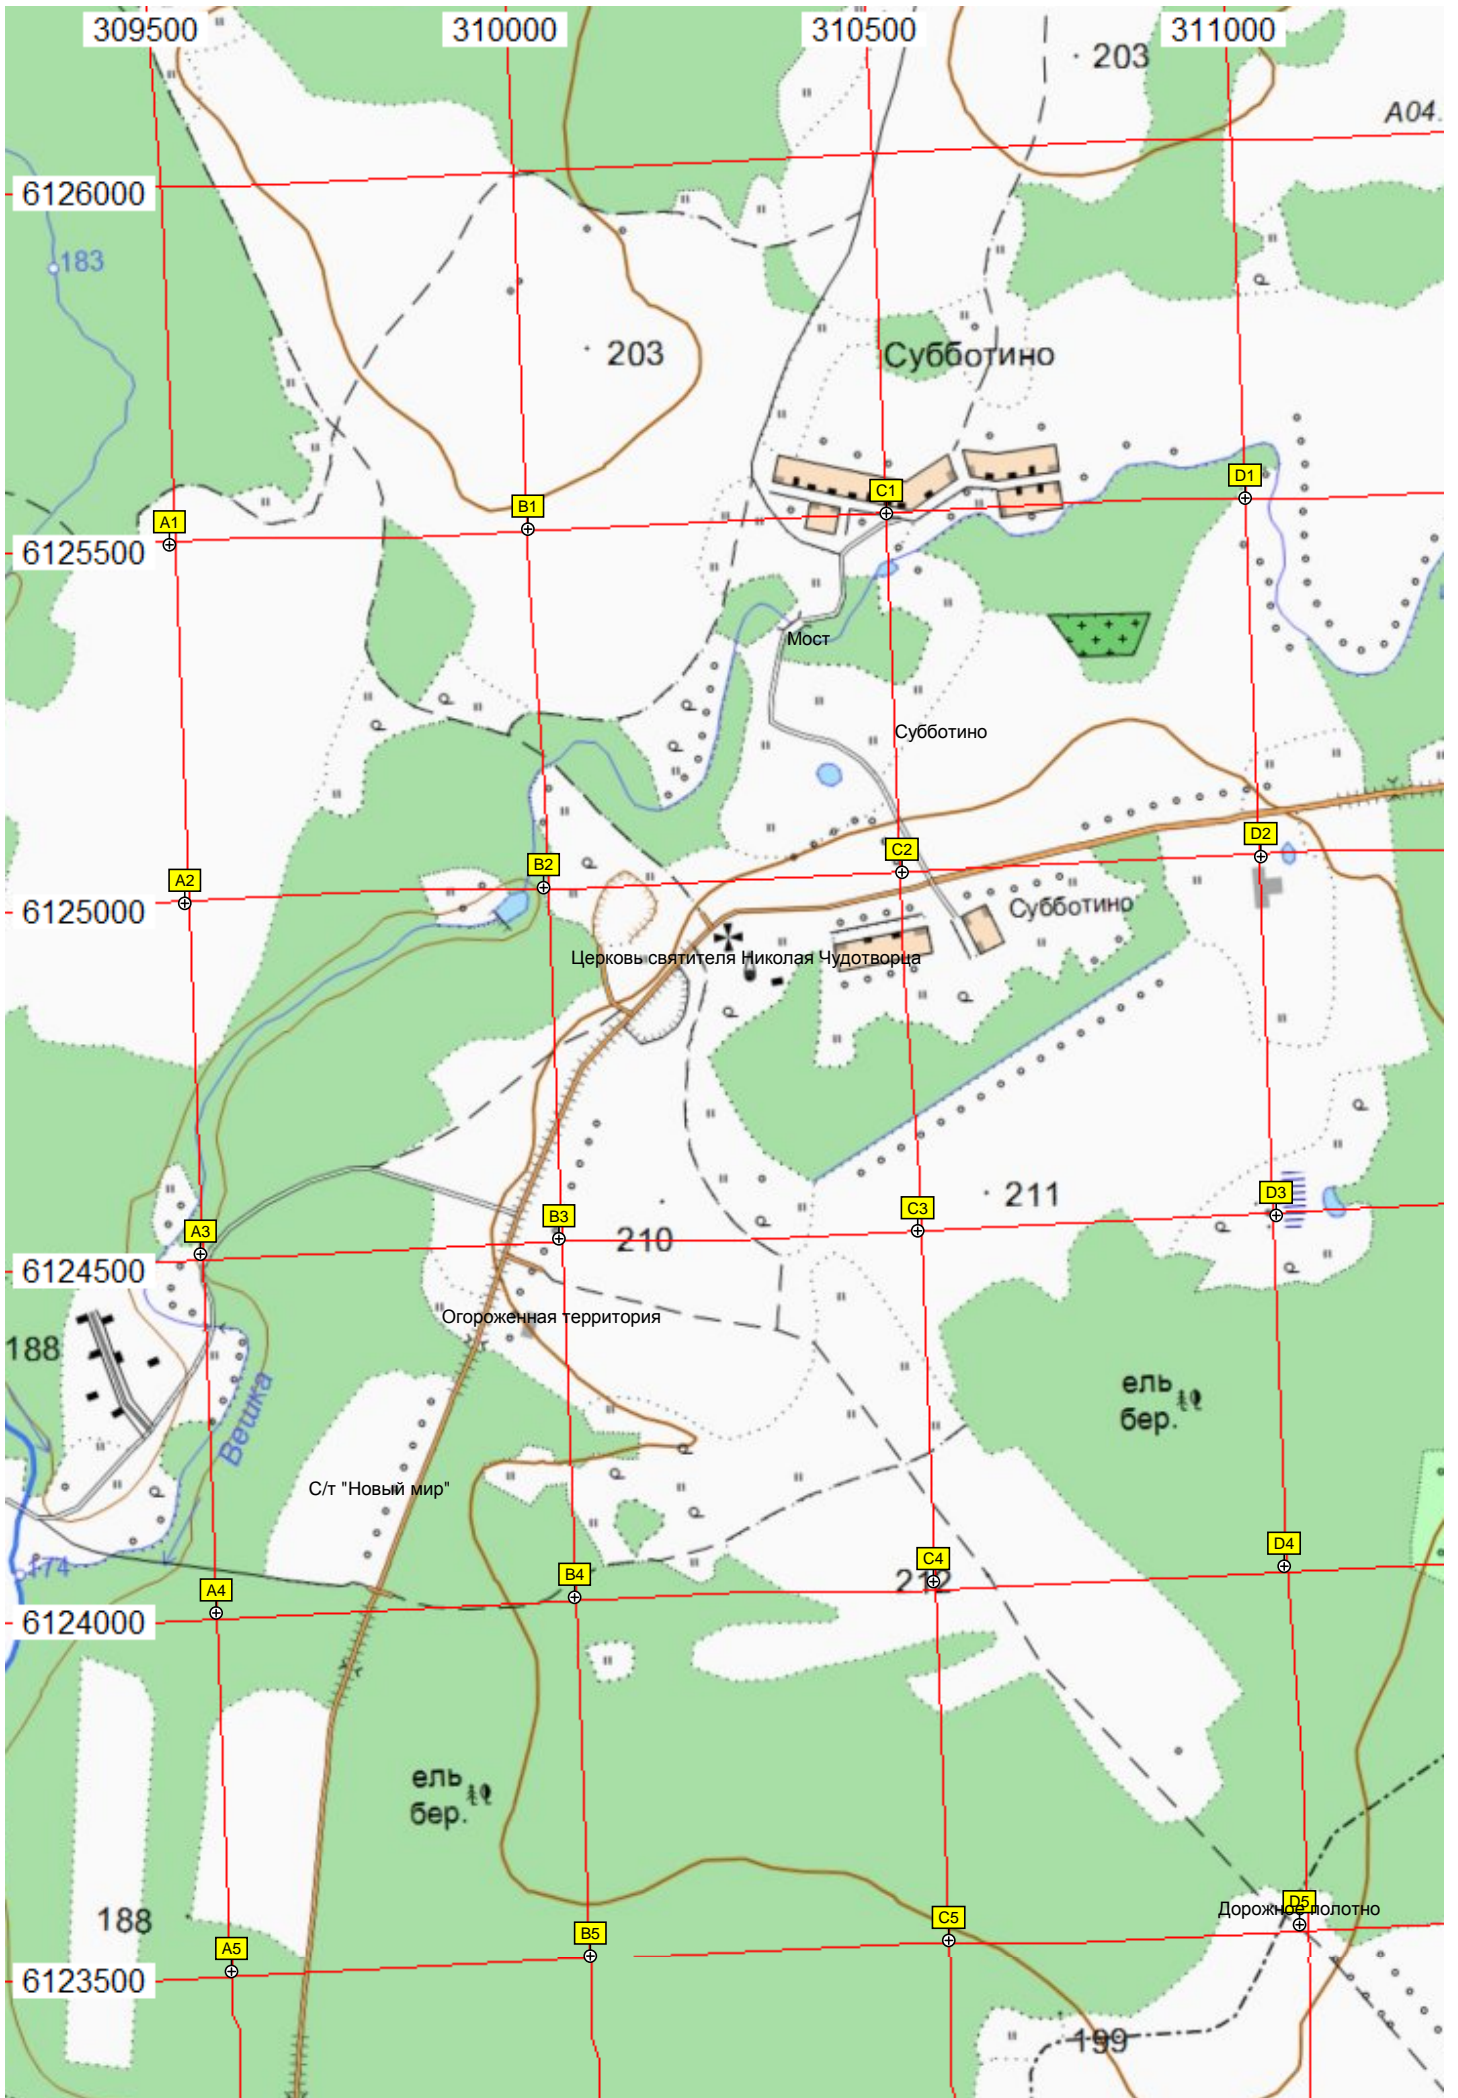 309500 310000 310500 311000
203
A04.
6126000
183
203
Субботино
D1
C1
B1
A1
6125500
Мост
Субботино
D2
C2
B2
A2
6125000
Субботино
Церковь святителя Николая Чудотворца
211
D3
C3
B3
A3
210
6124500
Огороженная территория
188
ель
бер.
Вешка
С/т "Новый мир"
D4
C4
B4
A4
174
212
6124000
ель
бер.
188
D5
Дорожное полотно
C5
B5
A5
6123500
199